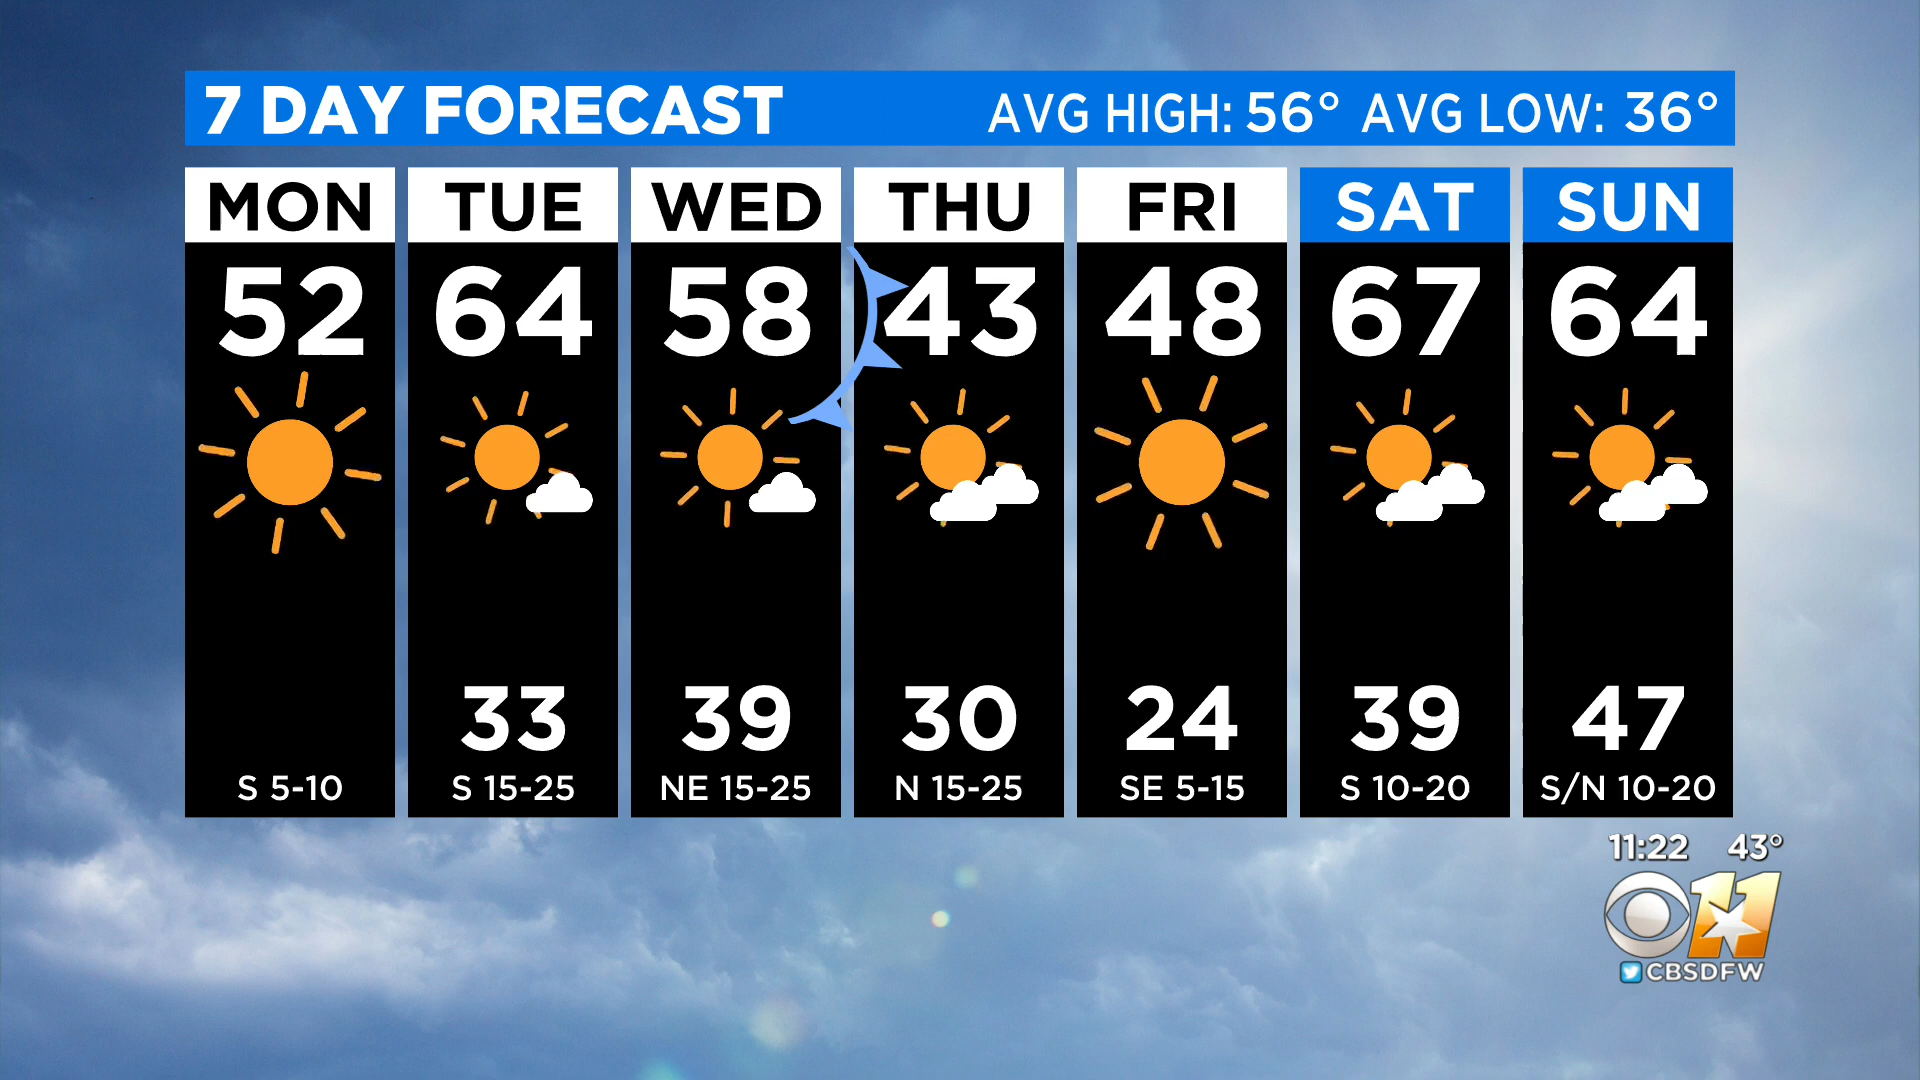 7 DAY FORECAST AVG HIGH: 56° AVG LOW: 36°
MON TUE WED THU FRI SAT SUN
52 64 58 43 48 67 64
33 39 30 24 39 47
S 5-10 S 15-25 NE 15-25 N 15-25 SE 5-15 S 10-20 S/N 10-20
11:22 43°
11
CBSDFW